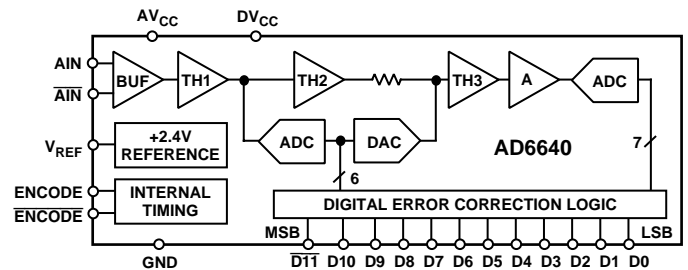 AVCC DVCC
AIN
AIN
BUF TH1 TH2 TH3 A ADC
ADC DAC
VREF
+2.4V
REFERENCE
AD6640
7
6
ENCODE
ENCODE
INTERNAL
TIMING
DIGITAL ERROR CORRECTION LOGIC
MSB LSB
GND D11 D10 D9 D8 D7 D6 D5 D4 D3 D2 D1 D0